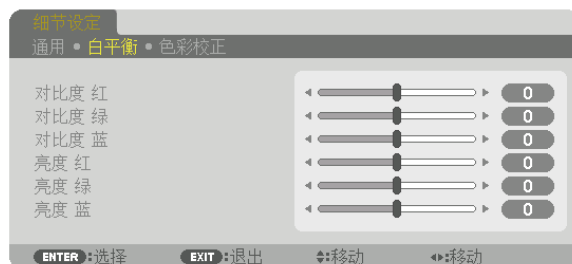 细节设定
通用 • 白平衡 • 色彩校正
对比度 红 0
对比度 绿 0
对比度 蓝 0
亮度 红 0
亮度 绿 0
亮度 蓝 0
ENTER :选择 EXIT :退出 :移动 :移动